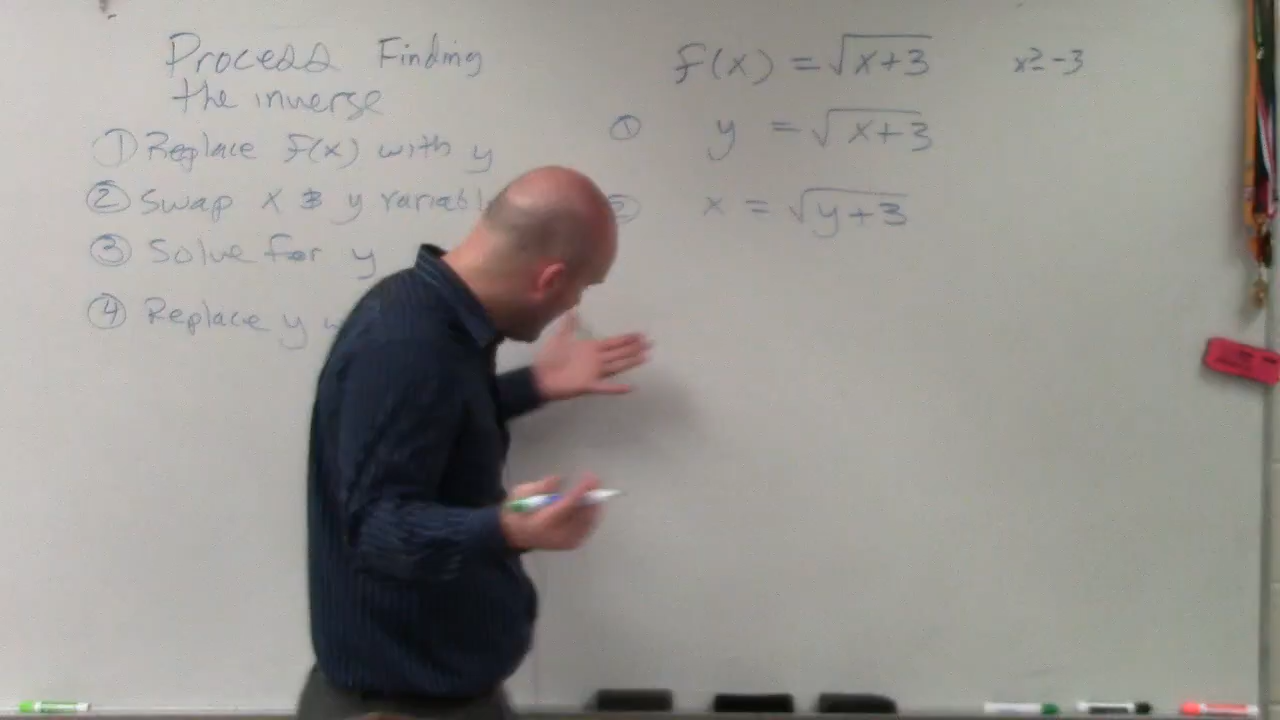 Process Finding
the inverse
① Replace f(x) with y
② Swap x & y variabl
③ Solve for y
④ Replace y
f(x) = √x+3 x≥-3
① y = √x+3
② x = √y+3